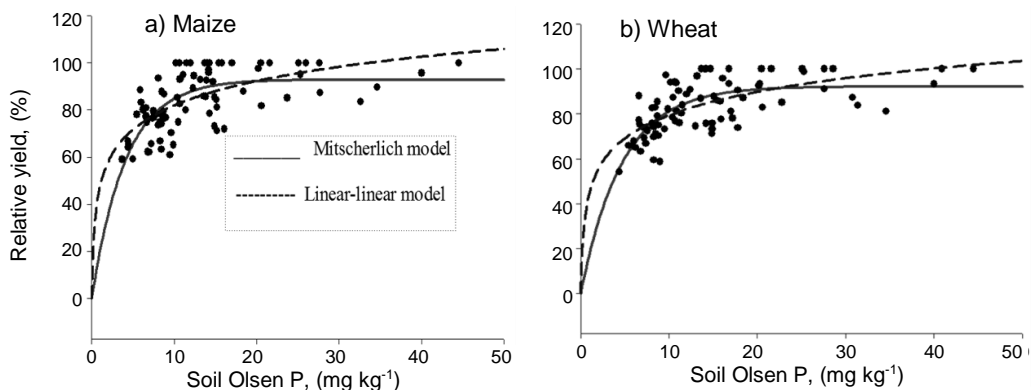 a) Maize
120
100
80
60
40
20
0
Relative yield, (%)
Mitscherlich model
Linear-linear model
0 10 20 30 40 50
Soil Olsen P, (mg kg⁻¹)
b) Wheat
120
100
80
60
40
20
0
0 10 20 30 40 50
Soil Olsen P, (mg kg⁻¹)